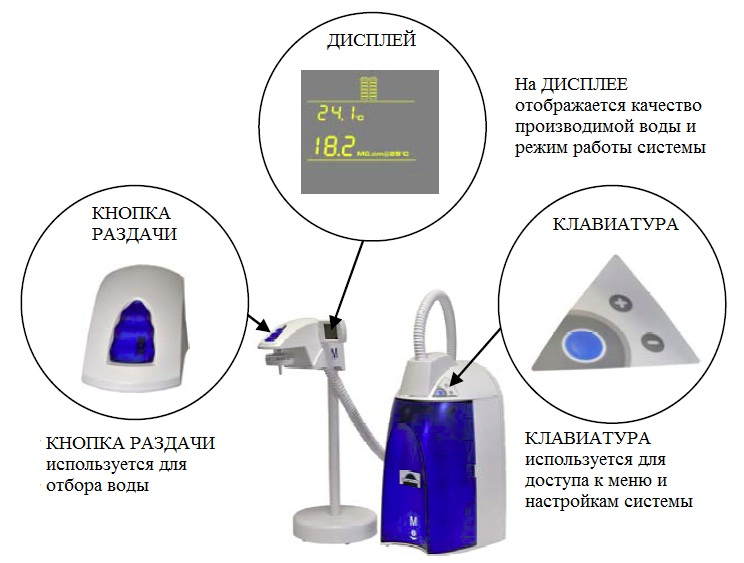 ДИСПЛЕЙ
24.1°C
18.2 MΩ.cm@25°C
На ДИСПЛЕЕ
отображается качество
производимой воды и
режим работы системы
КНОПКА
РАЗДАЧИ
КЛАВИАТУРА
M
M
КНОПКА РАЗДАЧИ
используется для
отбора воды
КЛАВИАТУРА
используется для
доступа к меню и
настройкам системы